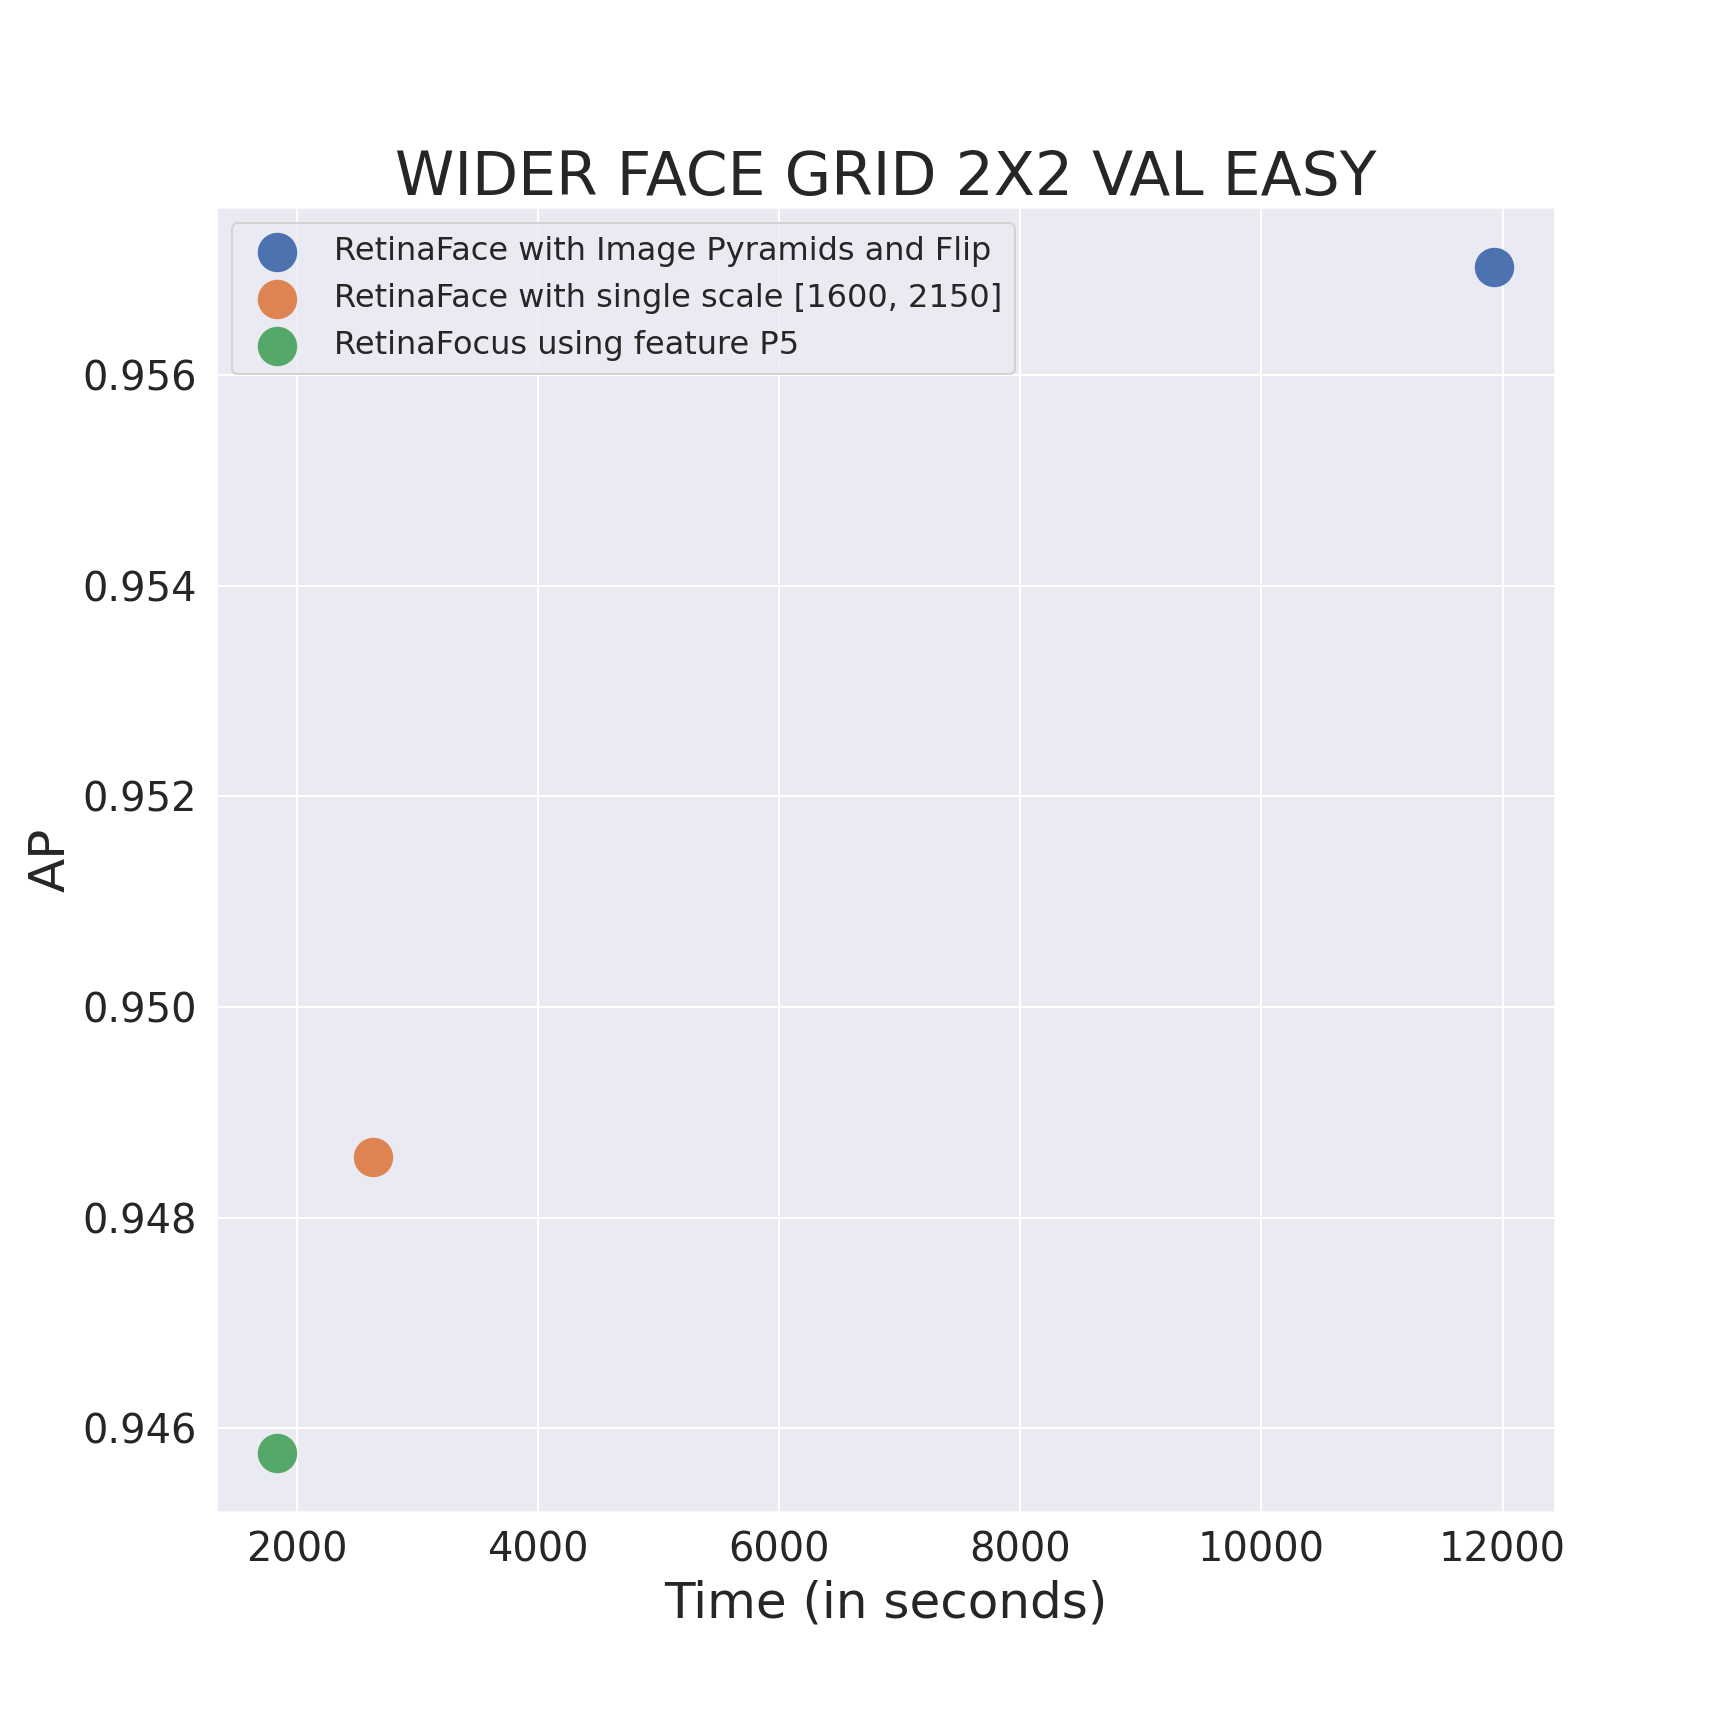 WIDER FACE GRID 2X2 VAL EASY
RetinaFace with Image Pyramids and Flip
RetinaFace with single scale [1600, 2150]
RetinaFocus using feature P5
0.956
0.954
0.952
0.950
0.948
0.946
AP
2000 4000 6000 8000 10000 12000
Time (in seconds)